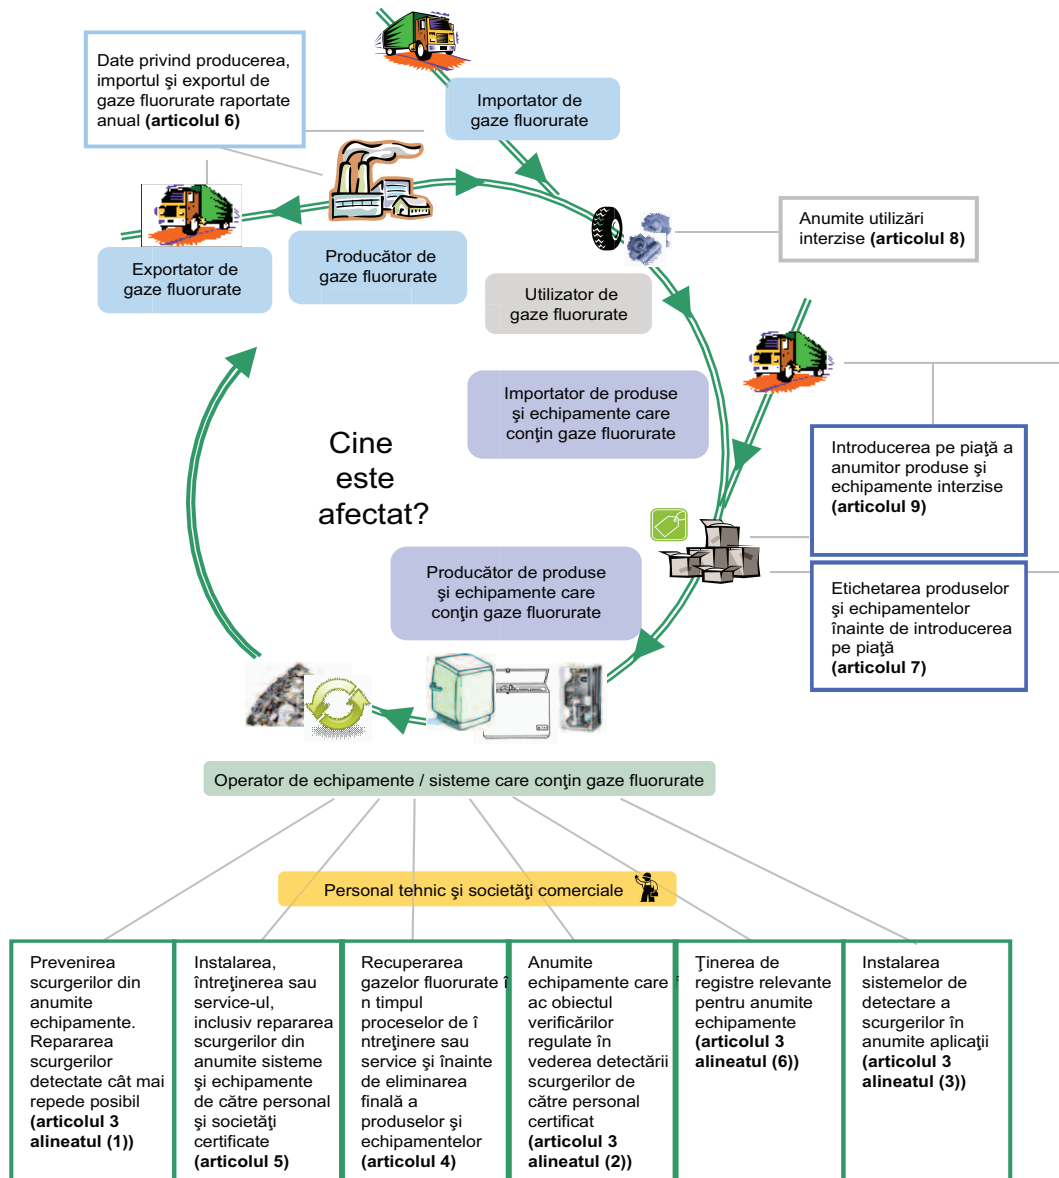 Date privind producerea,
importul şi exportul de
gaze fluorurate raportate
anual (articolul 6)
Importator de
gaze fluorurate
Exportator de
gaze fluorurate
Producător de
gaze fluorurate
Anumite utilizări
interzise (articolul 8)
Utilizator de
gaze fluorurate
Importator de produse
şi echipamente care
conţin gaze fluorurate
Cine
este
afectat?
Introducerea pe piaţă a
anumitor produse şi
echipamente interzise
(articolul 9)
Producător de produse
şi echipamente care
conţin gaze fluorurate
Etichetarea produselor
şi echipamentelor
înainte de introducerea
pe piaţă
(articolul 7)
Operator de echipamente / sisteme care conţin gaze fluorurate
Personal tehnic şi societăţi comerciale
Prevenirea
scurgerilor din
anumite
echipamente.
Repararea
scurgerilor
detectate cât mai
repede posibil
(articolul 3
alineatul (1))
Instalarea,
întreţinerea sau
service-ul,
inclusiv repararea
scurgerilor din
anumite sisteme
şi echipamente
de către personal
şi societăţi
certificate
(articolul 5)
Recuperarea
gazelor fluorurate î
n timpul
proceselor de î
ntreţinere sau
service şi înainte
de eliminarea
finală a
produselor şi
echipamentelor
(articolul 4)
Anumite
echipamente care
ac obiectul
verificărilor
regulate în
vederea detectării
scurgerilor de
către personal
certificat
(articolul 3
alineatul (2))
Ţinerea de
registre relevante
pentru anumite
echipamente
(articolul 3
alineatul (6))
Instalarea
sistemelor de
detectare a
scurgerilor în
anumite aplicaţii
(articolul 3
alineatul (3))